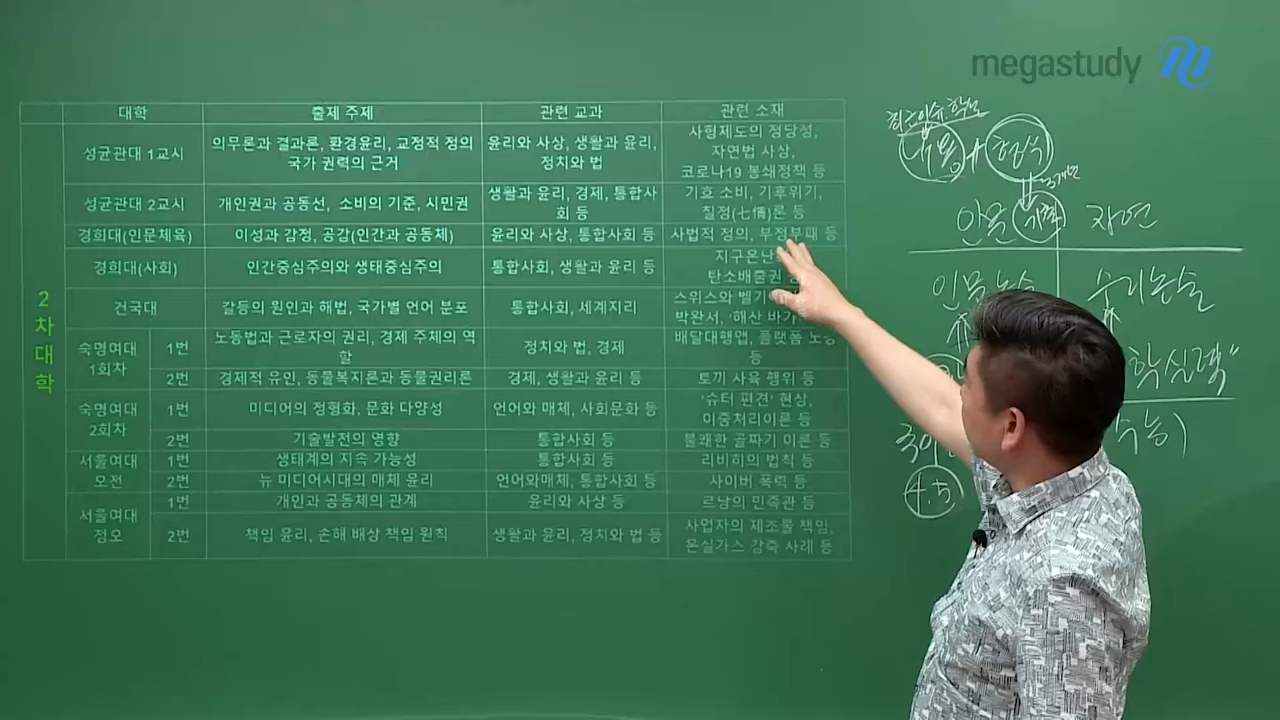 megastudy
대학 출제 주제 관련 교과 관련 소재
2차대학
성균관대 1교시 의무론과 결과론, 환경윤리, 교정적 정의 국가 권력의 근거 윤리와 사상, 생활과 윤리, 정치와 법 사형제도의 정당성, 자연법 사상, 코로나19 봉쇄정책 등
성균관대 2교시 개인권과 공동선, 소비의 기준, 시민권 생활과 윤리, 경제, 통합사회 등 기호 소비, 기후위기, 칠정(七情)론 등
경희대(인문체육) 이성과 감정, 공감(인간과 공동체) 윤리와 사상, 통합사회 등 사법적 정의, 부정부패 등
경희대(사회) 인간중심주의와 생태중심주의 통합사회, 생활과 윤리 등 지구온난 탄소배출권
건국대 갈등의 원인과 해법, 국가별 언어 분포 통합사회, 세계지리 스위스와 벨기 박완서, '해산 바가
숙명여대 1회차 1번 노동법과 근로자의 권리, 경제 주체의 역할 정치와 법, 경제 배달대행앱, 플랫폼 노동 등
2번 경제적 유인, 동물복지론과 동물권리론 경제, 생활과 윤리 등 토끼 사육 행위 등
숙명여대 2회차 1번 미디어의 정형화, 문화 다양성 언어와 매체, 사회문화 등 '슈터 편견' 현상, 이중처리이론 등
2번 기술발전의 영향 통합사회 등 불쾌한 골짜기 이론 등
서울여대 오전 1번 생태계의 지속 가능성 통합사회 등 리비히의 법칙 등
2번 뉴 미디어시대의 매체 윤리 언어와매체, 통합사회 등 사이버 폭력 등
서울여대 정오 1번 개인과 공동체의 관계 윤리와 사상 등 르낭의 민족관 등
2번 책임 윤리, 손해 배상 책임 원칙 생활과 윤리, 정치와 법 등 사업자의 제조물 책임, 온실가스 감축 사례 등
+ 형식
인문 자연
인문논술 수리논술
수능)
4.5